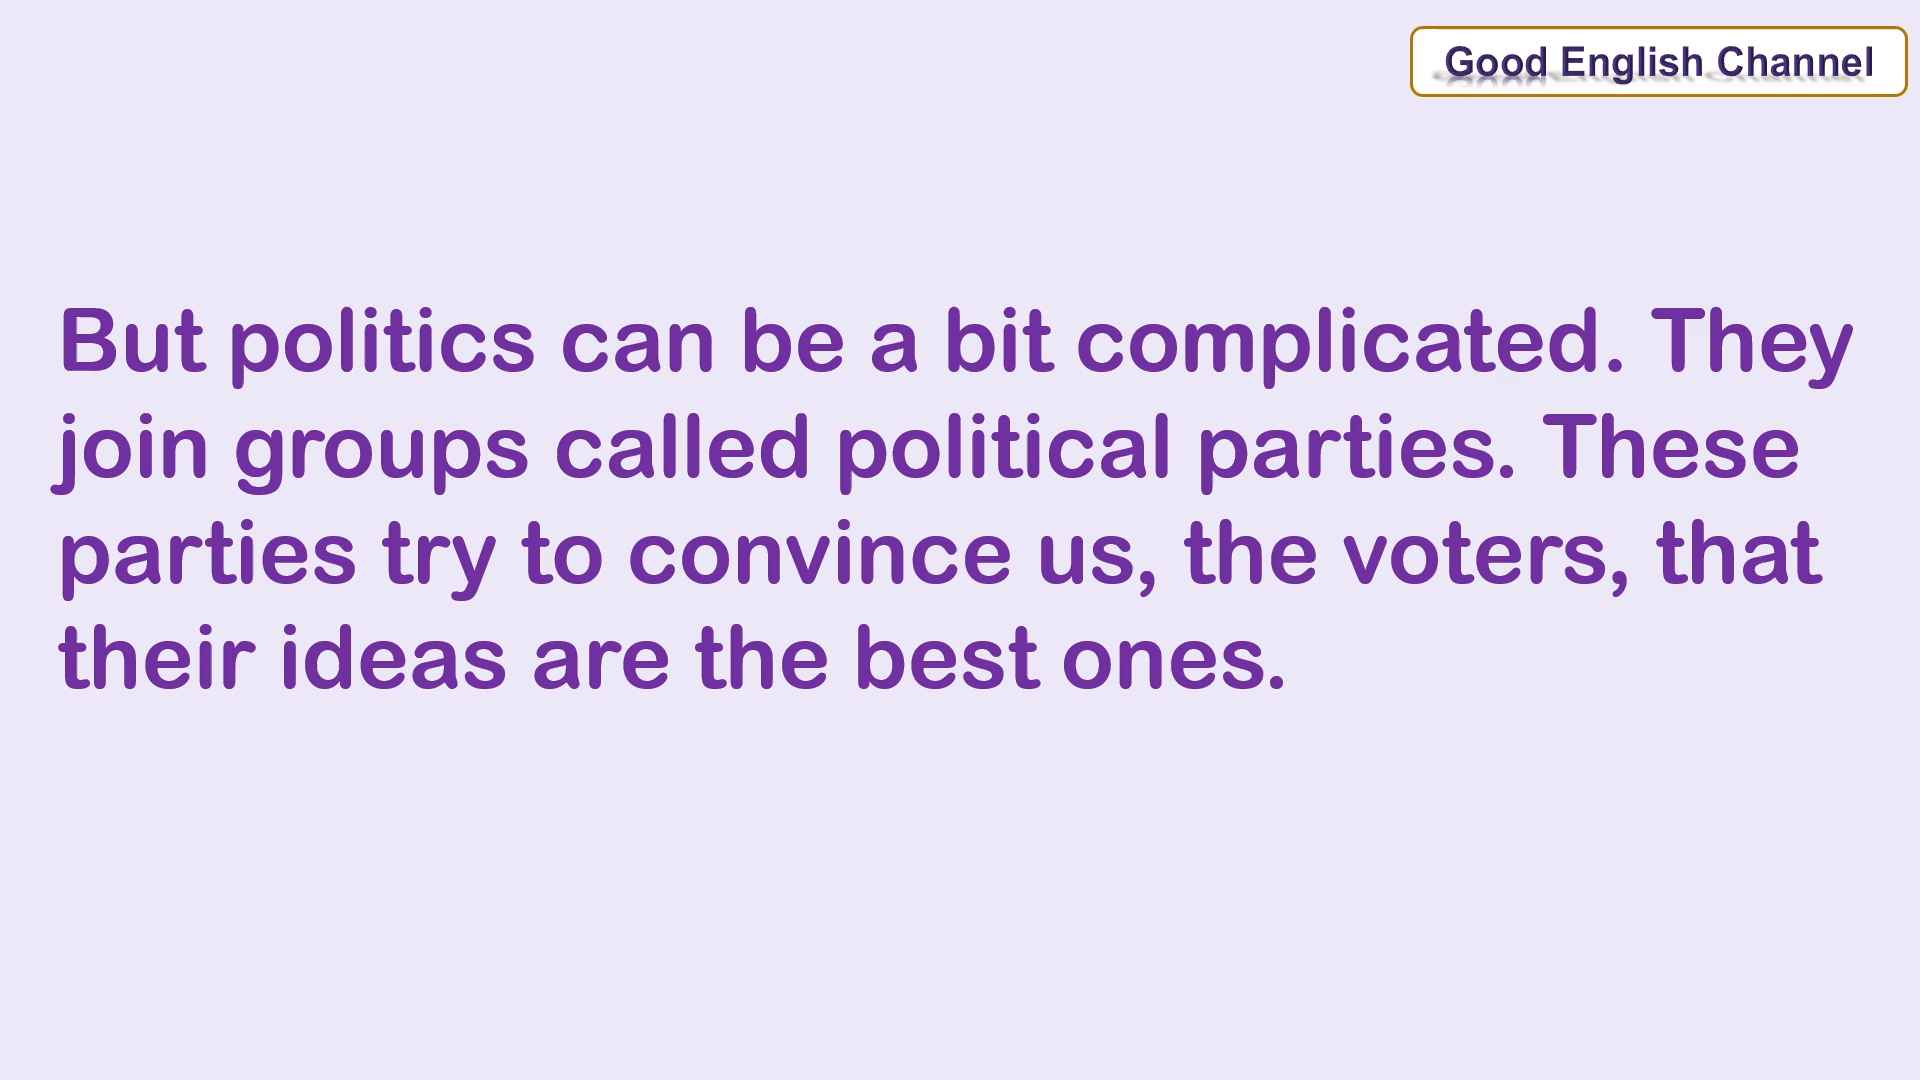 Good English Channel
But politics can be a bit complicated. They
join groups called political parties. These
parties try to convince us, the voters, that
their ideas are the best ones.